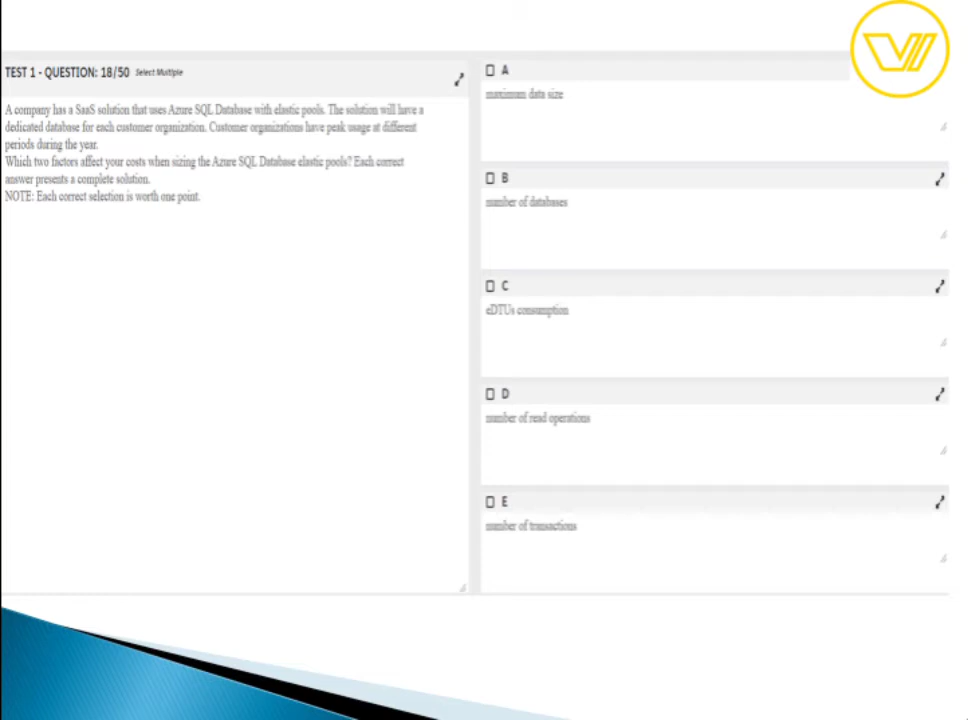 TEST 1 - QUESTION: 18/50 Select Multiple
A company has a SaaS solution that uses Azure SQL Database with elastic pools. The solution will have a
dedicated database for each customer organization. Customer organizations have peak usage at different
periods during the year.
Which two factors affect your costs when sizing the Azure SQL Database elastic pools? Each correct
answer presents a complete solution.
NOTE: Each correct selection is worth one point.
A
maximum data size
B
number of databases
C
eDTUs consumption
D
number of read operations
E
number of transactions